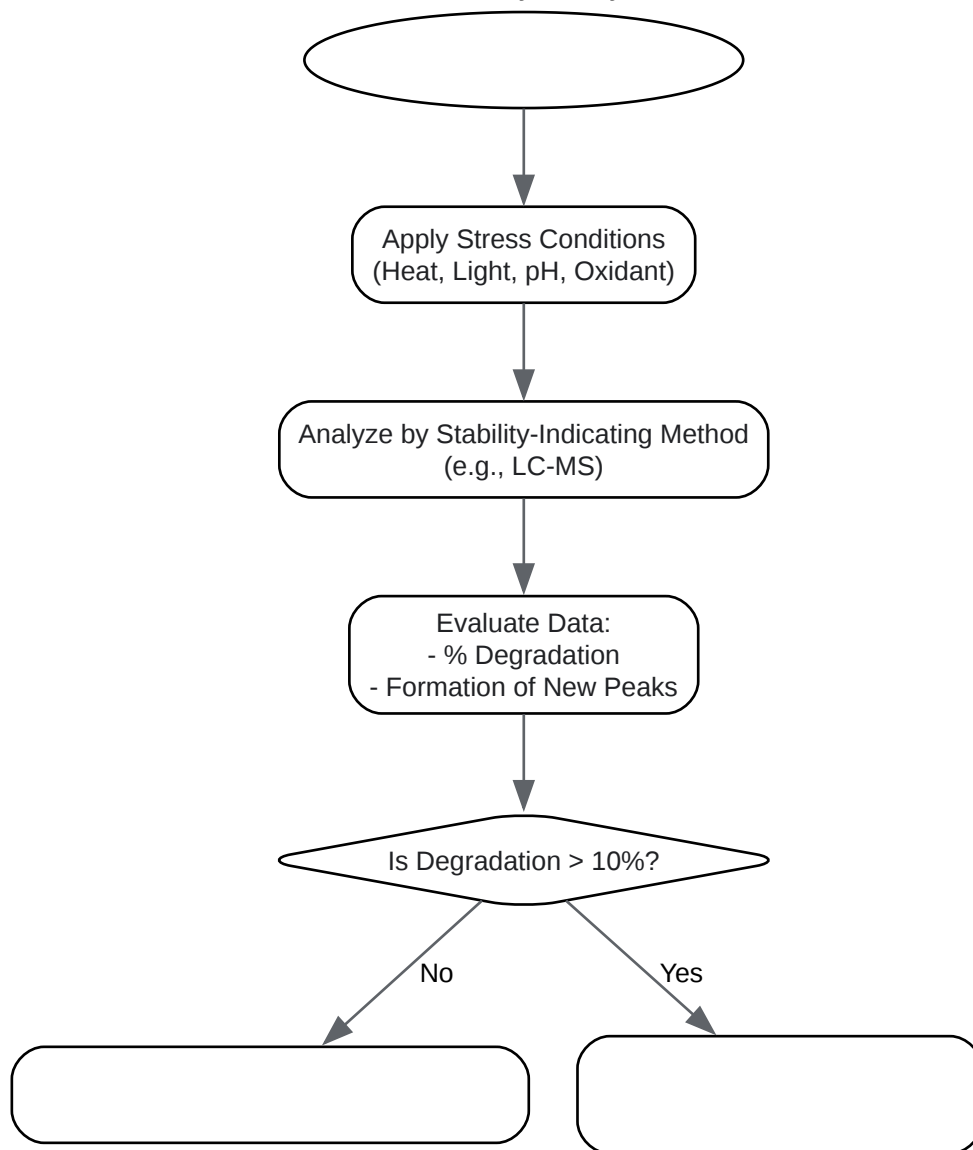 Apply Stress Conditions
(Heat, Light, pH, Oxidant)
Analyze by Stability-Indicating Method
(e.g., LC-MS)
Evaluate Data:
- % Degradation
- Formation of New Peaks
Is Degradation > 10%?
No
Yes